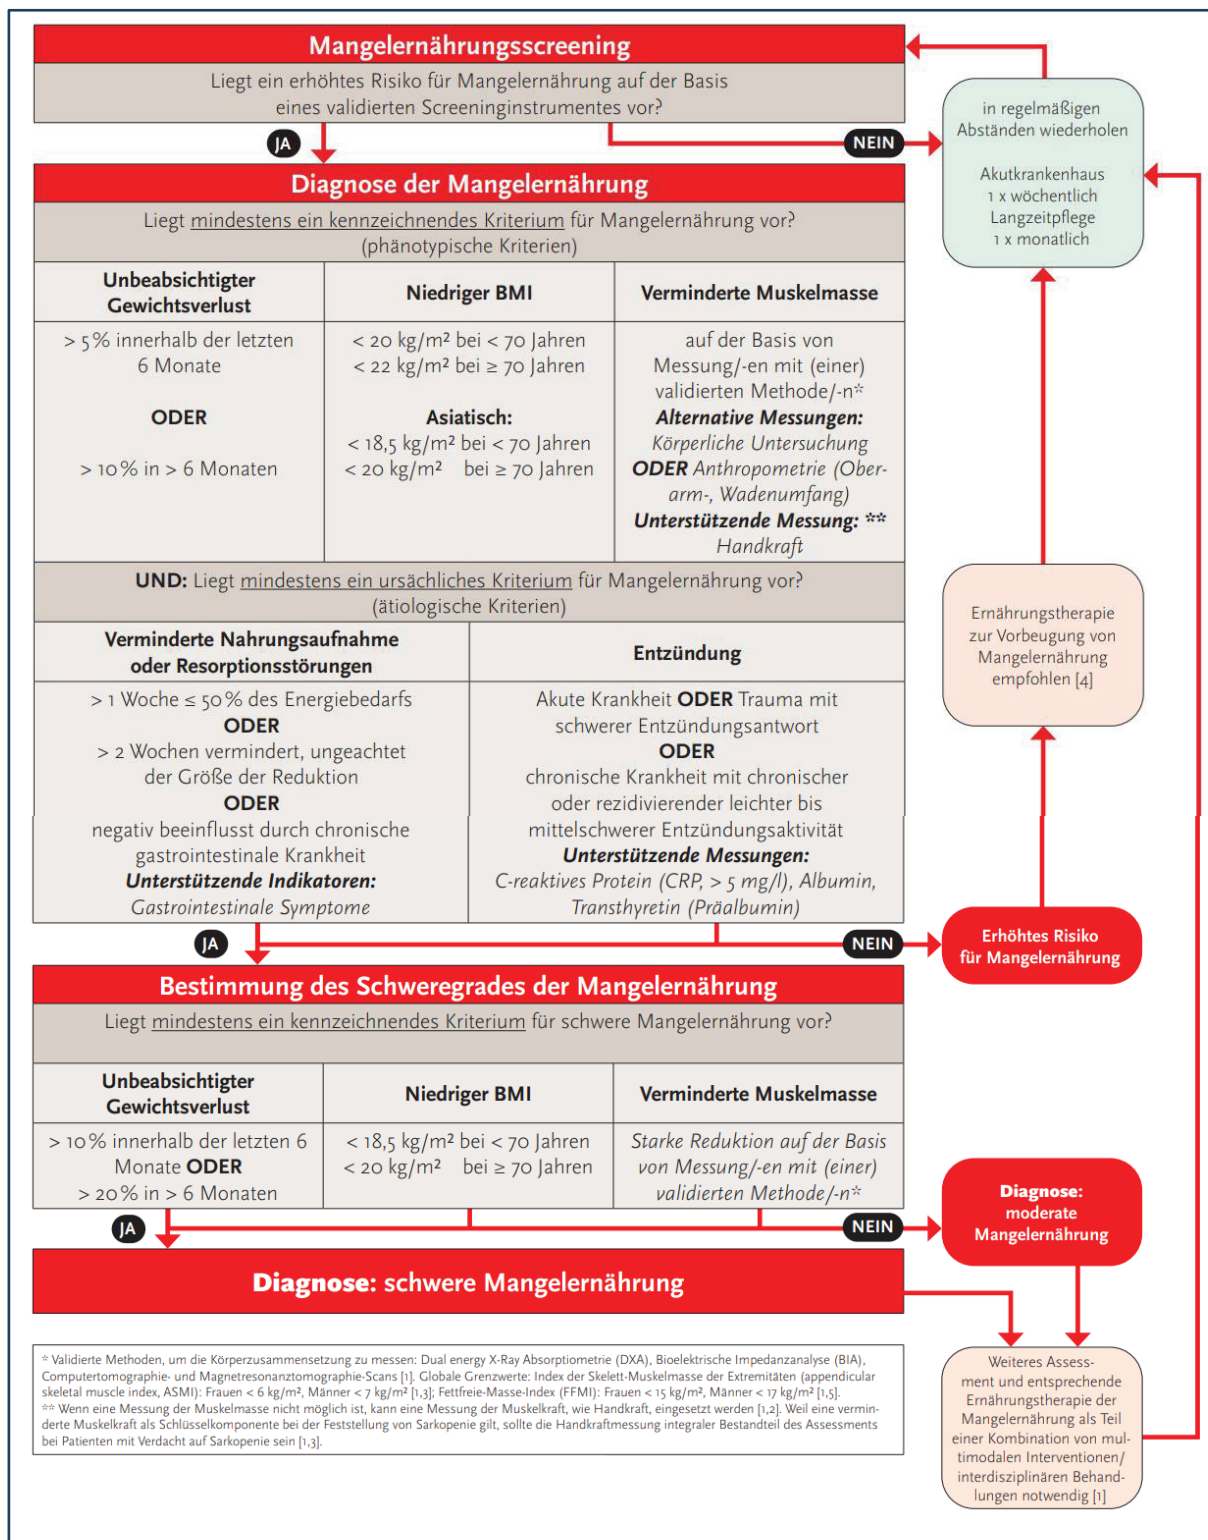 Mangelernährungsscreening
Liegt ein erhöhtes Risiko für Mangelernährung auf der Basis
eines validierten Screeninginstrumentes vor?
JA
NEIN
in regelmäßigen
Abständen wiederholen
Akutkrankenhaus
1 x wöchentlich
Langzeitpflege
1 x monatlich
Diagnose der Mangelernährung
Liegt mindestens ein kennzeichnendes Kriterium für Mangelernährung vor?
(phänotypische Kriterien)
Unbeabsichtigter
Gewichtsverlust
> 5 % innerhalb der letzten
6 Monate
ODER
> 10 % in > 6 Monaten
Niedriger BMI
< 20 kg/m² bei < 70 Jahren
< 22 kg/m² bei ≥ 70 Jahren
Asiatisch:
< 18,5 kg/m² bei < 70 Jahren
< 20 kg/m² bei ≥ 70 Jahren
Verminderte Muskelmasse
auf der Basis von
Messung/-en mit (einer)
validierten Methode/-n*
Alternative Messungen:
Körperliche Untersuchung
ODER Anthropometrie (Ober-
arm-, Wadenumfang)
Unterstützende Messung: **
Handkraft
UND: Liegt mindestens ein ursächliches Kriterium für Mangelernährung vor?
(ätiologische Kriterien)
Verminderte Nahrungsaufnahme
oder Resorptionsstörungen
> 1 Woche ≤ 50 % des Energiebedarfs
ODER
> 2 Wochen vermindert, ungeachtet
der Größe der Reduktion
ODER
negativ beeinflusst durch chronische
gastrointestinale Krankheit
Unterstützende Indikatoren:
Gastrointestinale Symptome
Entzündung
Akute Krankheit ODER Trauma mit
schwerer Entzündungsantwort
ODER
chronische Krankheit mit chronischer
oder rezidivierender leichter bis
mittelschwerer Entzündungsaktivität
Unterstützende Messungen:
C-reaktives Protein (CRP, > 5 mg/l), Albumin,
Transthyretin (Präalbumin)
Ernährungstherapie
zur Vorbeugung von
Mangelernährung
empfohlen [4]
JA
NEIN
Erhöhtes Risiko
für Mangelernährung
Bestimmung des Schweregrades der Mangelernährung
Liegt mindestens ein kennzeichnendes Kriterium für schwere Mangelernährung vor?
Unbeabsichtigter
Gewichtsverlust
> 10 % innerhalb der letzten 6
Monate ODER
> 20 % in > 6 Monaten
Niedriger BMI
< 18,5 kg/m² bei < 70 Jahren
< 20 kg/m² bei ≥ 70 Jahren
Verminderte Muskelmasse
Starke Reduktion auf der Basis
von Messung/-en mit (einer)
validierten Methode/-n*
JA
NEIN
Diagnose:
moderate
Mangelernährung
Diagnose: schwere Mangelernährung
* Validierte Methoden, um die Körperzusammensetzung zu messen: Dual energy X-Ray Absorptiometrie (DXA), Bioelektrische Impedanzanalyse (BIA),
Computertomographie- und Magnetresonanztomographie-Scans [1]. Globale Grenzwerte: Index der Skelett-Muskelmasse der Extremitäten (appendicular
skeletal muscle index, ASMI): Frauen < 6 kg/m², Männer < 7 kg/m² [1,3]; Fettfreie-Masse-Index (FFMI): Frauen < 15 kg/m², Männer < 17 kg/m² [1,5].
** Wenn eine Messung der Muskelmasse nicht möglich ist, kann eine Messung der Muskelkraft, wie Handkraft, eingesetzt werden [1,2]. Weil eine vermin-
derte Muskelkraft als Schlüsselkomponente bei der Feststellung von Sarkopenie gilt, sollte die Handkraftmessung integraler Bestandteil des Assessments
bei Patienten mit Verdacht auf Sarkopenie sein [1,3].
Weiteres Assess-
ment und entsprechende
Ernährungstherapie der
Mangelernährung als Teil
einer Kombination von mul-
timodalen Interventionen/
interdisziplinären Behand-
lungen notwendig [1]